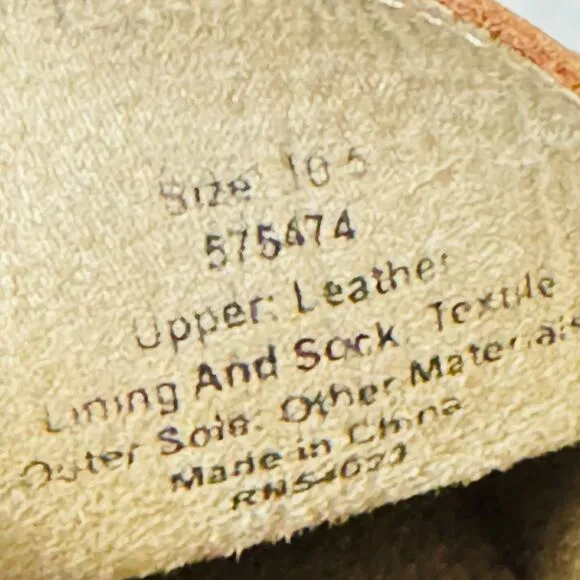 Size 10.5
575474
Upper: Leather
Lining And Sock: Textile
Outer Sole: Other Materials
Made in China